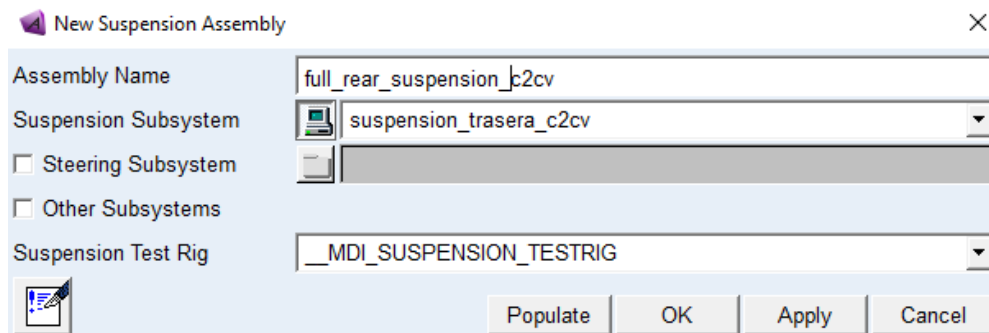 New Suspension Assembly
Assembly Name full_rear_suspension_c2cv
Suspension Subsystem suspension_trasera_c2cv
Steering Subsystem
Other Subsystems
Suspension Test Rig __MDI_SUSPENSION_TESTRIG
Populate OK Apply Cancel